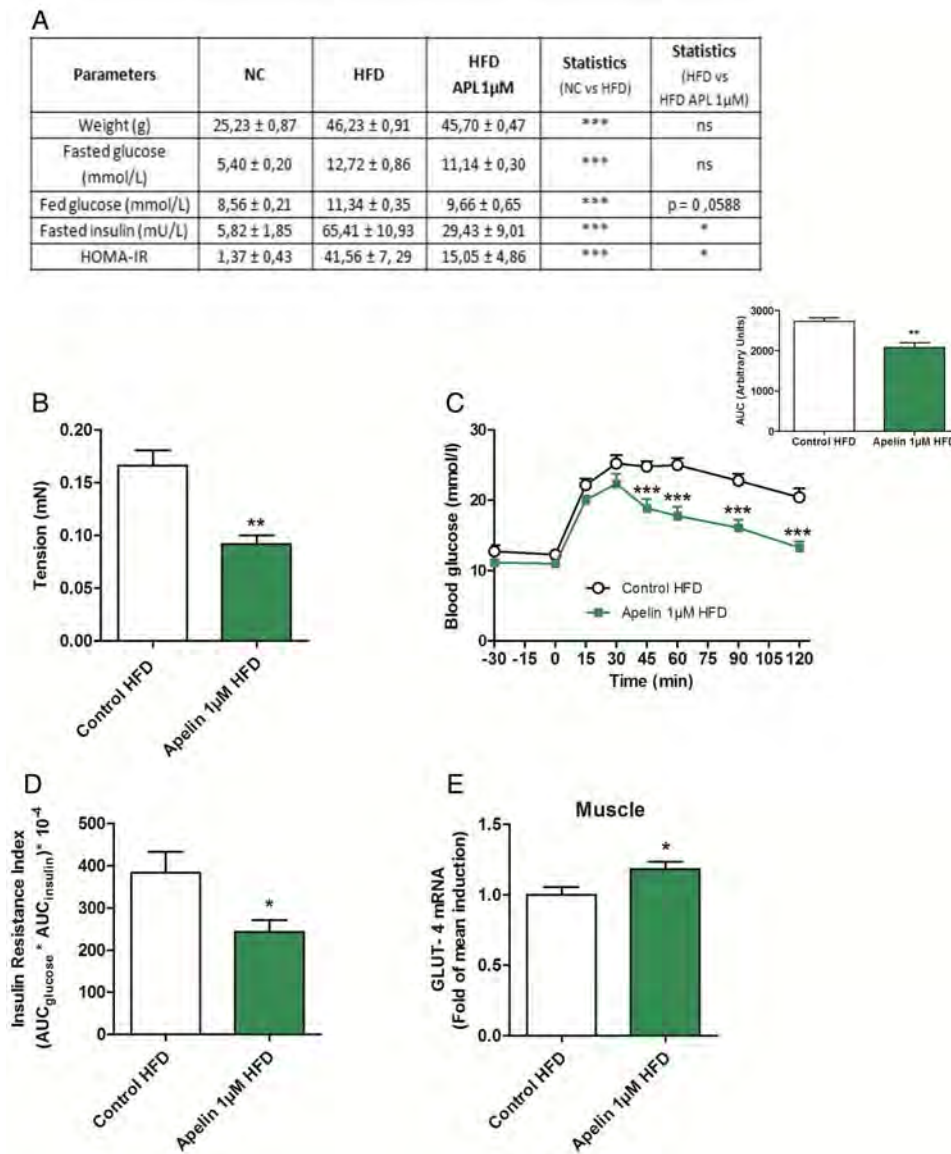 A
Parameters NC HFD HFD APL 1µM Statistics (NC vs HFD) Statistics (HFD vs HFD APL 1µM)
Weight (g) 25,23 ± 0,87 46,23 ± 0,91 45,70 ± 0,47 *** ns
Fasted glucose (mmol/L) 5,40 ± 0,20 12,72 ± 0,86 11,14 ± 0,30 *** ns
Fed glucose (mmol/L) 8,56 ± 0,21 11,34 ± 0,35 9,66 ± 0,65 *** p = 0 ,0588
Fasted insulin (mU/L) 5,82 ± 1,85 65,41 ± 10,93 29,43 ± 9,01 *** *
HOMA-IR 1,37 ± 0,43 41,56 ± 7, 29 15,05 ± 4,86 *** *
B
Tension (mN)
0.20
0.15
0.10
0.05
0.00
**
Control HFD
Apelin 1µM HFD
C
AUC (Arbitrary Units)
3000
2000
1000
0
**
Control HFD Apelin 1µM HFD
Blood glucose (mmol/l)
30
20
10
0
*** *** *** ***
Control HFD
Apelin 1µM HFD
-30 -15 0 15 30 45 60 75 90 105 120
Time (min)
D
Insulin Resistance Index
(AUCglucose * AUCinsulin)* 10-4
500
400
300
200
100
0
*
Control HFD
Apelin 1µM HFD
E
Muscle
GLUT- 4 mRNA
(Fold of mean induction)
1.5
1.0
0.5
0.0
*
Control HFD
Apelin 1µM HFD